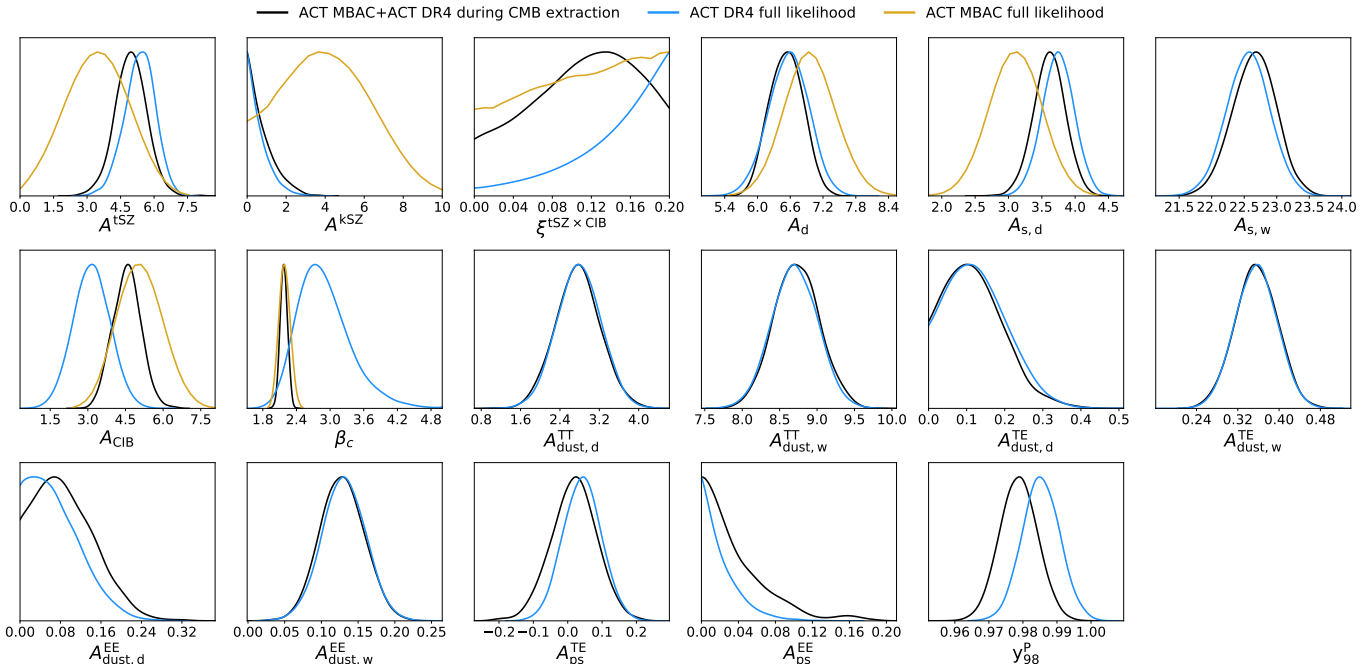 ACT MBAC+ACT DR4 during CMB extraction ACT DR4 full likelihood ACT MBAC full likelihood
0.0 1.5 3.0 4.5 6.0 7.5
A^tSZ
0 2 4 6 8 10
A^kSZ
0.00 0.04 0.08 0.12 0.16 0.20
ξ^tSZ × CIB
5.4 6.0 6.6 7.2 7.8 8.4
A_d
2.0 2.5 3.0 3.5 4.0 4.5
A_s,d
21.5 22.0 22.5 23.0 23.5 24.0
A_s,w
1.5 3.0 4.5 6.0 7.5
A_CIB
1.8 2.4 3.0 3.6 4.2 4.8
β_c
0.8 1.6 2.4 3.2 4.0
A^TT_dust, d
7.5 8.0 8.5 9.0 9.5 10.0
A^TT_dust, w
0.0 0.1 0.2 0.3 0.4 0.5
A^TE_dust, d
0.24 0.32 0.40 0.48
A^TE_dust, w
0.00 0.08 0.16 0.24 0.32
A^EE_dust, d
0.00 0.05 0.10 0.15 0.20 0.25
A^EE_dust, w
−0.2 −0.1 0.0 0.1 0.2
A^TE_ps
0.00 0.04 0.08 0.12 0.16 0.20
A^EE_ps
0.96 0.97 0.98 0.99 1.00
y^P_98